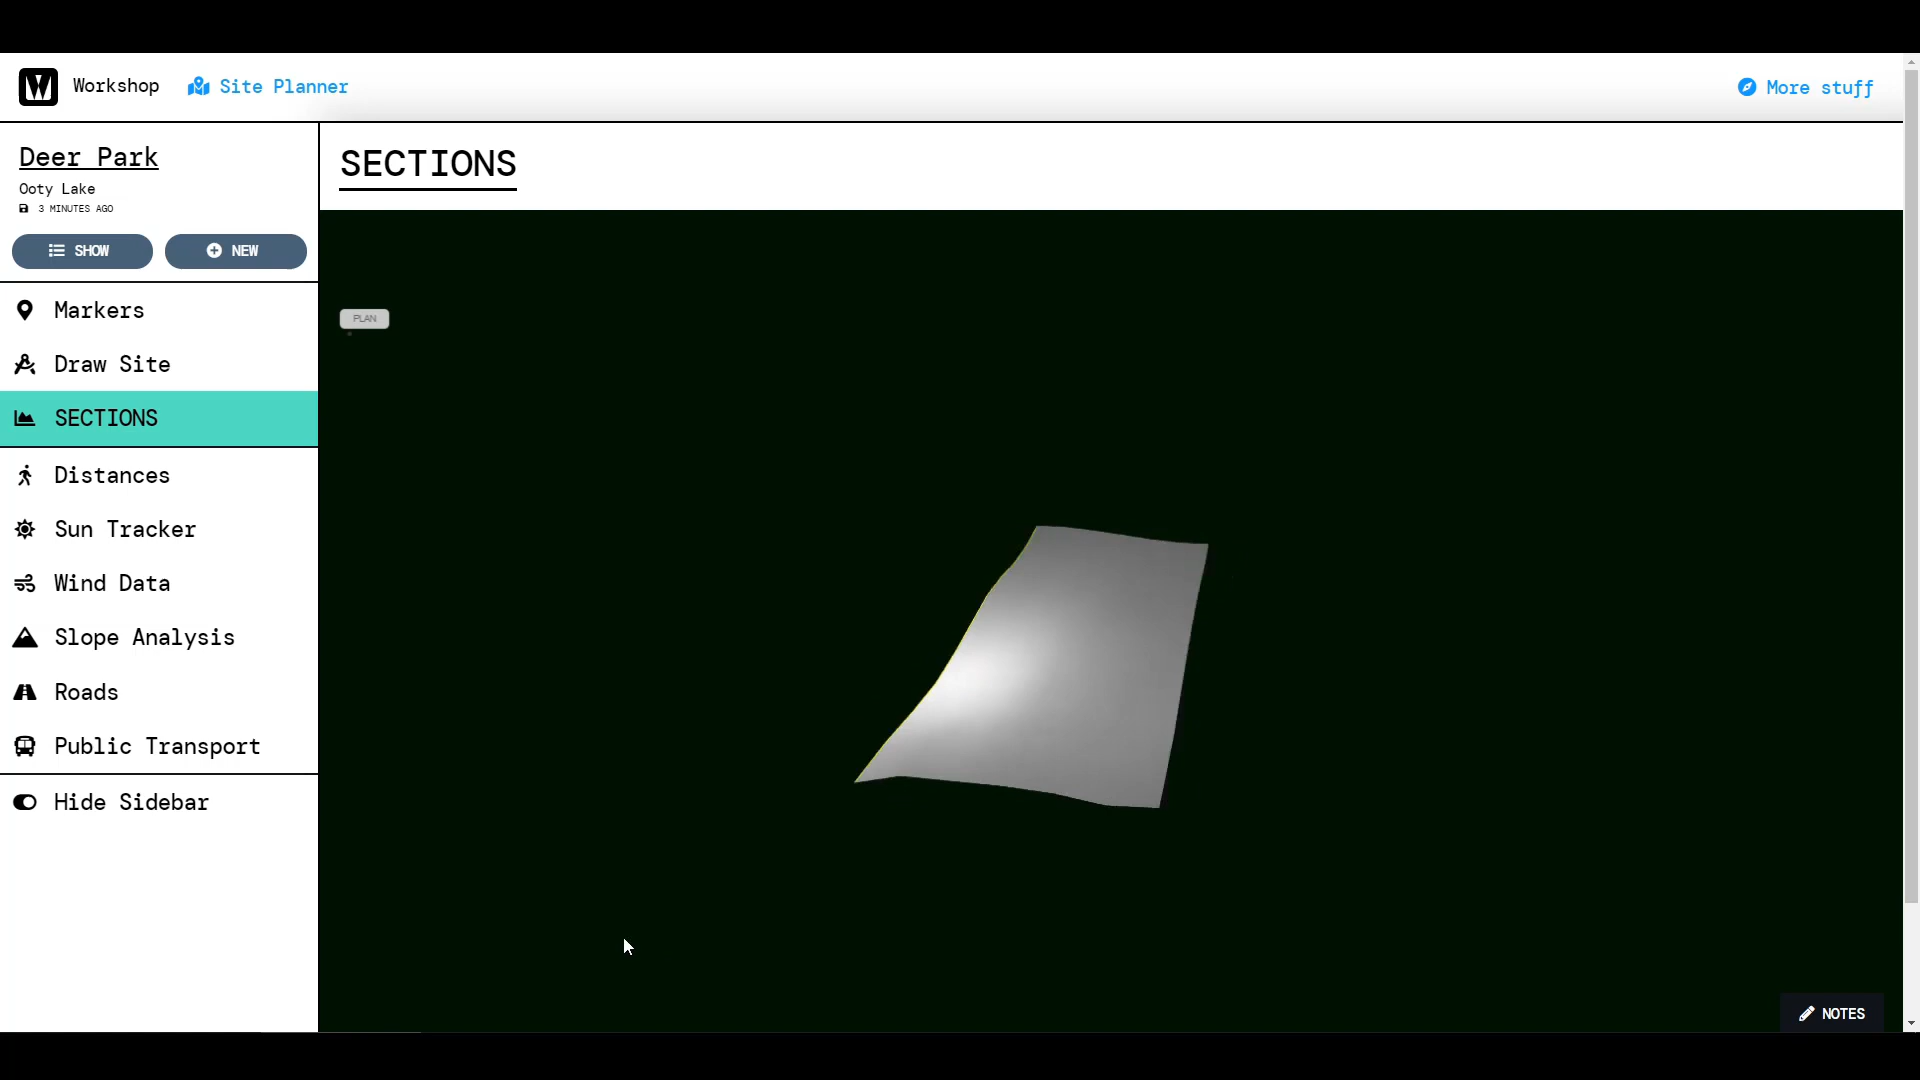 Workshop
Site Planner
More stuff
Deer Park
Ooty Lake
3 MINUTES AGO
SHOW
NEW
SECTIONS
PLAN
Markers
Draw Site
SECTIONS
Distances
Sun Tracker
Wind Data
Slope Analysis
Roads
Public Transport
Hide Sidebar
NOTES